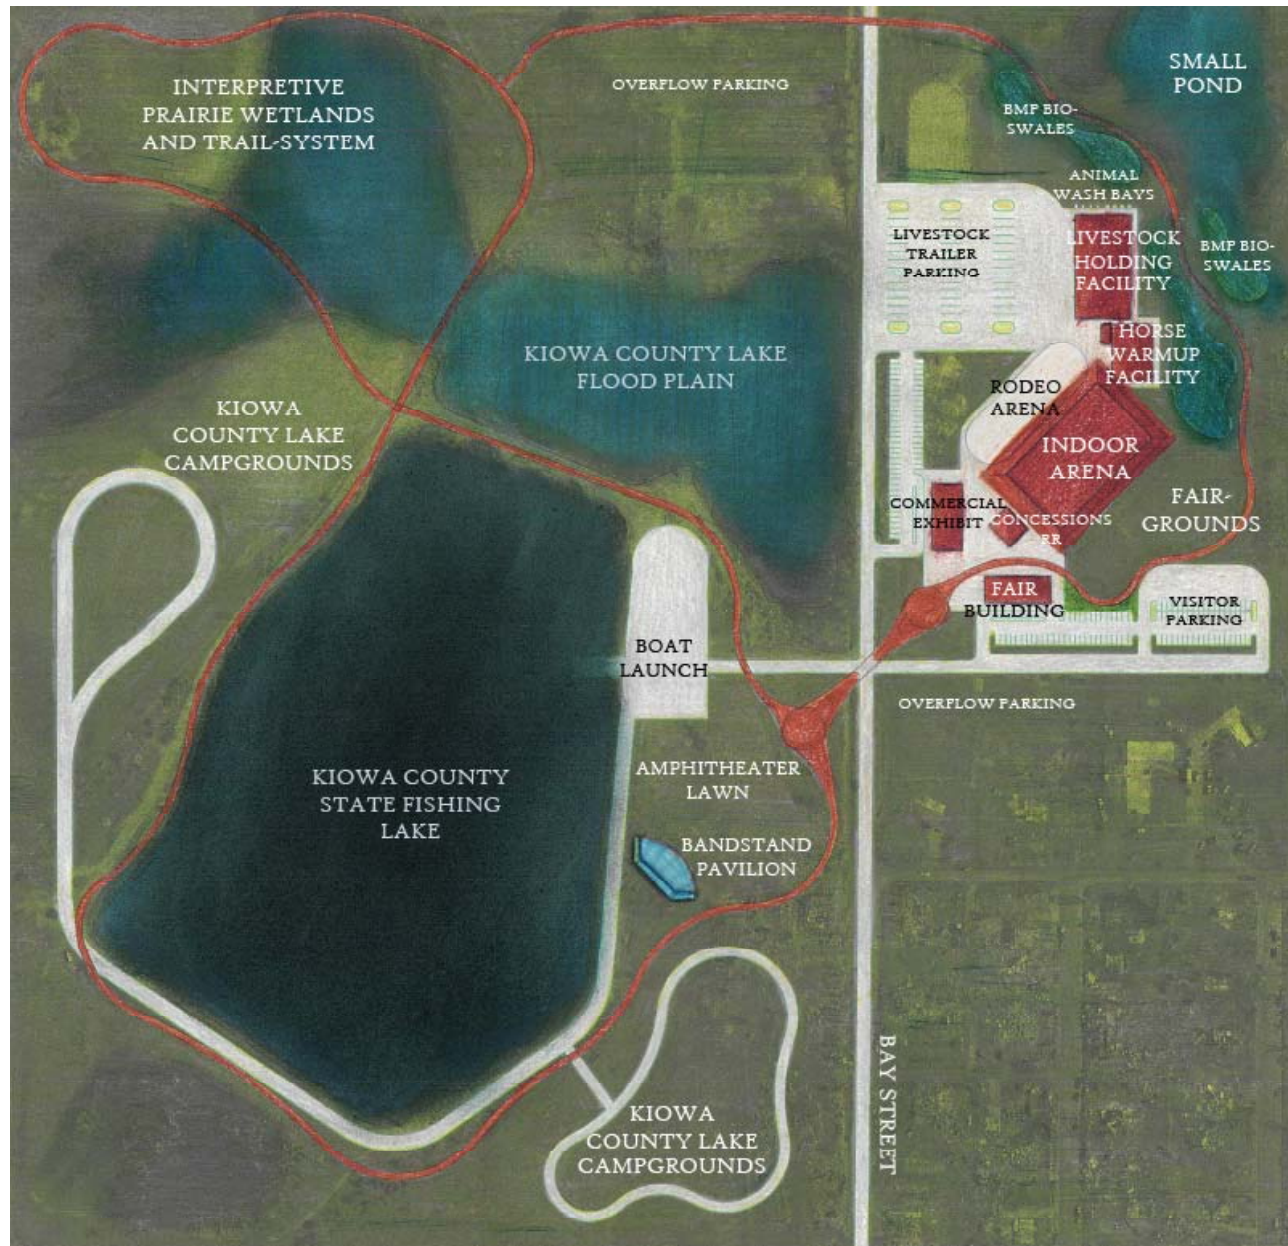 INTERPRETIVE
PRAIRIE WETLANDS
AND TRAIL-SYSTEM
OVERFLOW PARKING
SMALL
POND
BMP BIO-
SWALES
ANIMAL
WASH BAYS
LIVESTOCK
TRAILER
PARKING
LIVESTOCK
HOLDING
FACILITY
BMP BIO-
SWALES
HORSE
WARMUP
FACILITY
KIOWA COUNTY LAKE
FLOOD PLAIN
RODEO
ARENA
KIOWA
COUNTY LAKE
CAMPGROUNDS
INDOOR
ARENA
COMMERCIAL
EXHIBIT
CONCESSIONS
RR
FAIR-
GROUNDS
FAIR
BUILDING
VISITOR
PARKING
BOAT
LAUNCH
OVERFLOW PARKING
KIOWA COUNTY
STATE FISHING
LAKE
AMPHITHEATER
LAWN
BANDSTAND
PAVILION
BAY STREET
KIOWA
COUNTY LAKE
CAMPGROUNDS